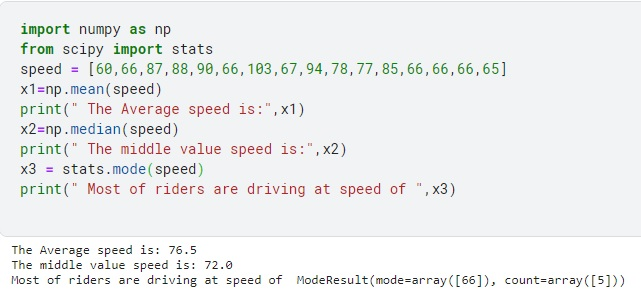 import numpy as np
from scipy import stats
speed = [60,66,87,88,90,66,103,67,94,78,77,85,66,66,66,65]
x1=np.mean(speed)
print(" The Average speed is:",x1)
x2=np.median(speed)
print(" The middle value speed is:",x2)
x3 = stats.mode(speed)
print(" Most of riders are driving at speed of ",x3)
The Average speed is: 76.5
The middle value speed is: 72.0
Most of riders are driving at speed of  ModeResult(mode=array([66]), count=array([5]))